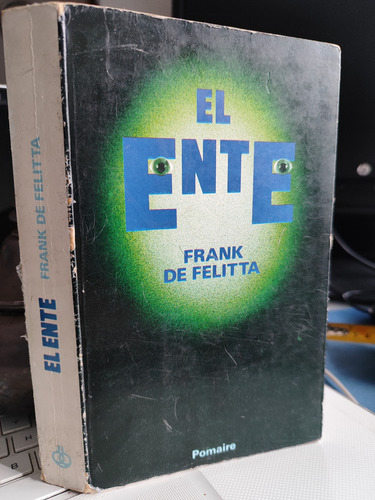 EL
ENTE
FRANK
DE FELITTA
Pomaire
EL ENTE FRANK DE FELITTA